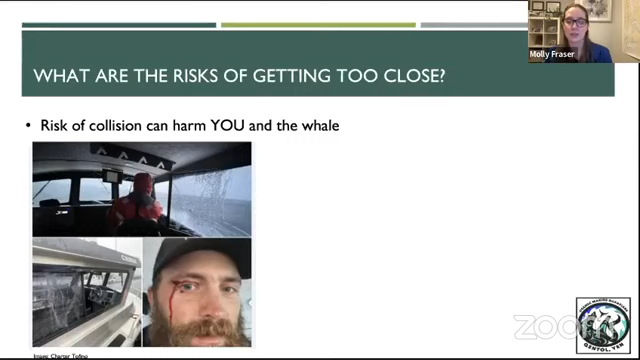 Molly Fraser
WHAT ARE THE RISKS OF GETTING TOO CLOSE?
• Risk of collision can harm YOU and the whale
Image: Charter Tofino
zoom